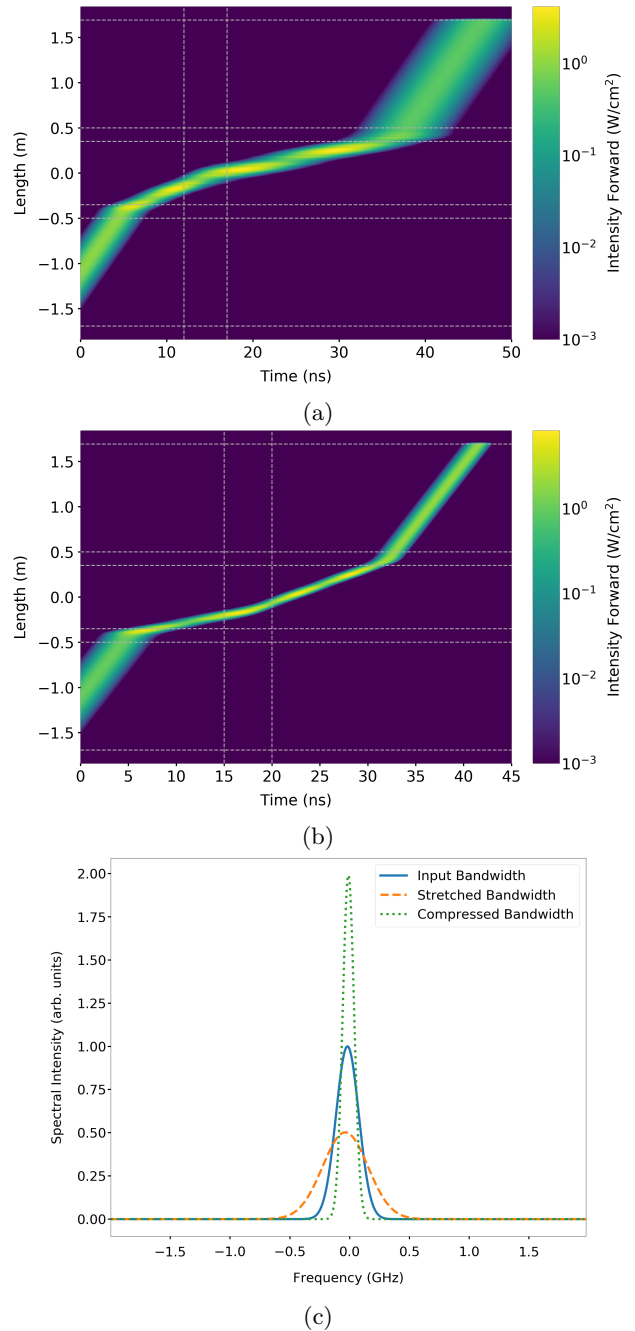 1.5
1.0
0.5
0.0
−0.5
−1.0
−1.5
Length (m)
0 10 20 30 40 50
Time (ns)
10⁰
10⁻¹
10⁻²
10⁻³
Intensity Forward (W/cm²)
(a)
1.5
1.0
0.5
0.0
−0.5
−1.0
−1.5
Length (m)
0 5 10 15 20 25 30 35 40 45
Time (ns)
10⁰
10⁻¹
10⁻²
10⁻³
Intensity Forward (W/cm²)
(b)
2.00
1.75
1.50
1.25
1.00
0.75
0.50
0.25
0.00
Spectral Intensity (arb. units)
Input Bandwidth
Stretched Bandwidth
Compressed Bandwidth
−1.5 −1.0 −0.5 0.0 0.5 1.0 1.5
Frequency (GHz)
(c)